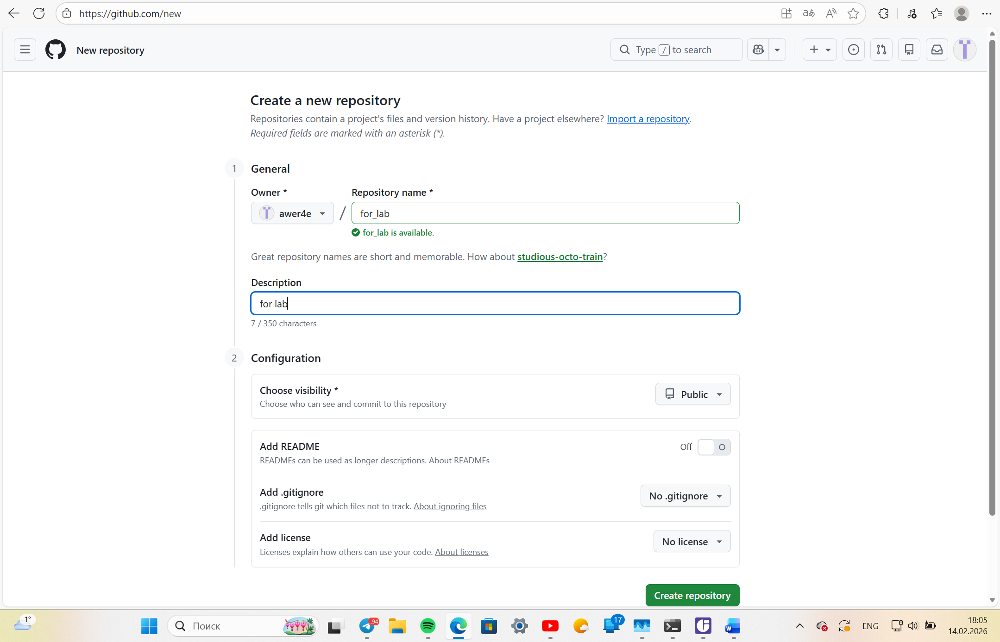 https://github.com/new
New repository
Type / to search
Create a new repository
Repositories contain a project's files and version history. Have a project elsewhere? Import a repository.
Required fields are marked with an asterisk (*).
1 General
Owner * Repository name *
awer4e / for_lab
for_lab is available.
Great repository names are short and memorable. How about studious-octo-train?
Description
for lab
7 / 350 characters
2 Configuration
Choose visibility * Public
Choose who can see and commit to this repository
Add README Off
READMEs can be used as longer descriptions. About READMEs
Add .gitignore No .gitignore
.gitignore tells git which files not to track. About ignoring files
Add license No license
Licenses explain how others can use your code. About licenses
Create repository
1°
Поиск
..94
17
ENG
18:05
14.02.2026